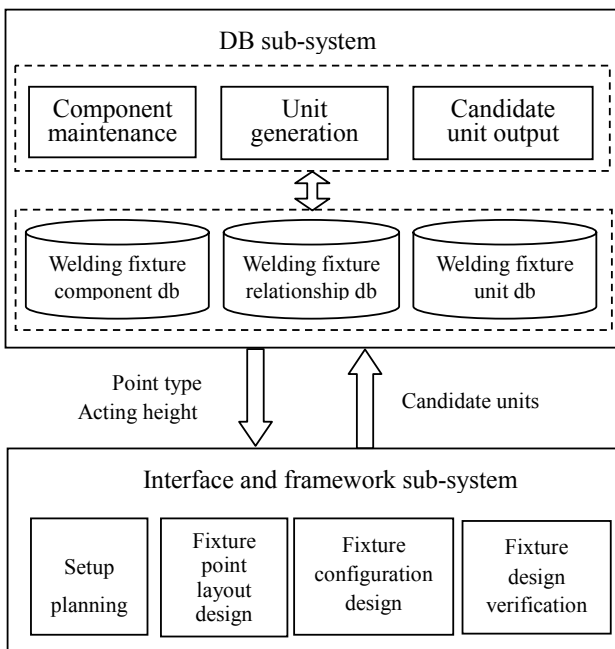 DB sub-system
Component
maintenance
Unit
generation
Candidate
unit output
Welding fixture
component db
Welding fixture
relationship db
Welding fixture
unit db
Point type
Acting height
Candidate units
Interface and framework sub-system
Setup
planning
Fixture
point
layout
design
Fixture
configuration
design
Fixture
design
verification